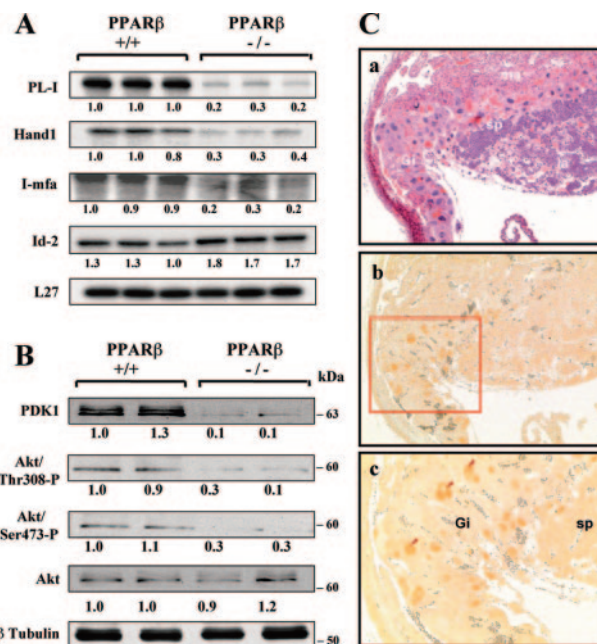 A
PPARβ PPARβ
+/+ -/-
PL-I
1.0 1.0 1.0 0.2 0.3 0.2
Hand1
1.0 1.0 0.8 0.3 0.3 0.4
I-mfa
1.0 0.9 0.9 0.2 0.3 0.2
Id-2
1.3 1.3 1.0 1.8 1.7 1.7
L27
B
PPARβ PPARβ
+/+ -/-
kDa
PDK1 – 63
1.0 1.3 0.1 0.1
Akt/
Thr308-P – 60
1.0 0.9 0.3 0.1
Akt/
Ser473-P – 60
1.0 1.1 0.3 0.3
Akt – 60
1.0 1.0 0.9 1.2
β Tubulin – 50
C
a
sp
b
c
Gi sp